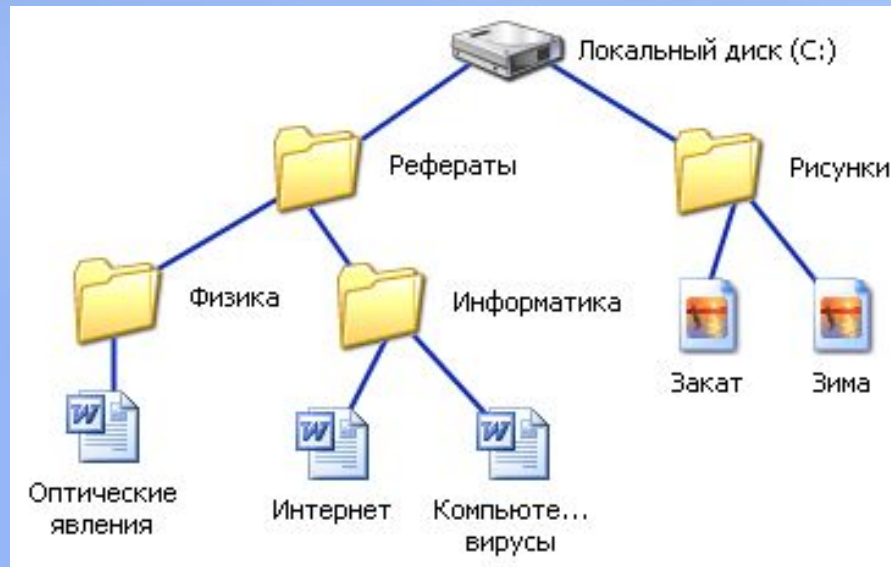 Локальный диск (C:)
Рефераты
Рисунки
Физика
Информатика
Закат
Зима
Оптические
явления
Интернет
Компьюте...
вирусы